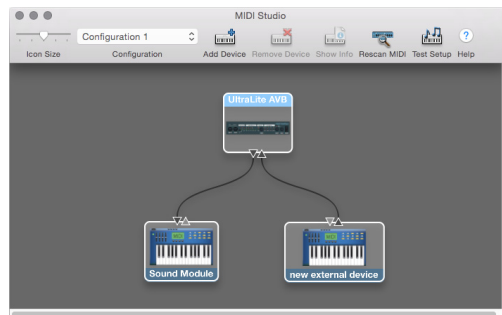 MIDI Studio
Configuration 1
Icon Size Configuration Add Device Remove Device Show Info Rescan MIDI Test Setup Help
?
UltraLite AVB
Sound Module new external device